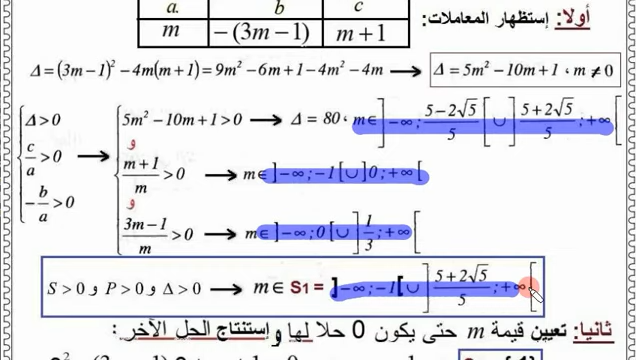 أولا: إستظهار المعاملات:
a b c
m −(3m−1) m+1
Δ=(3m−1)²−4m(m+1)=9m²−6m+1−4m²−4m → Δ=5m²−10m+1 ، m≠0
Δ>0
c/a>0
−b/a>0
5m²−10m+1>0 → Δ=80 ، m∈]−∞;(5−2√5)/5[∪](5+2√5)/5;+∞[
و
(m+1)/m>0 → m∈]−∞;−1[∪]0;+∞[
و
(3m−1)/m>0 → m∈]−∞;0[∪]1/3;+∞[
S>0 و P>0 و Δ>0 → m∈ S1 = ]−∞;−1[∪](5+2√5)/5;+∞[
ثانيا: تعيين قيمة m حتى يكون 0 حلا لها و إستنتاج الحل الآخر: